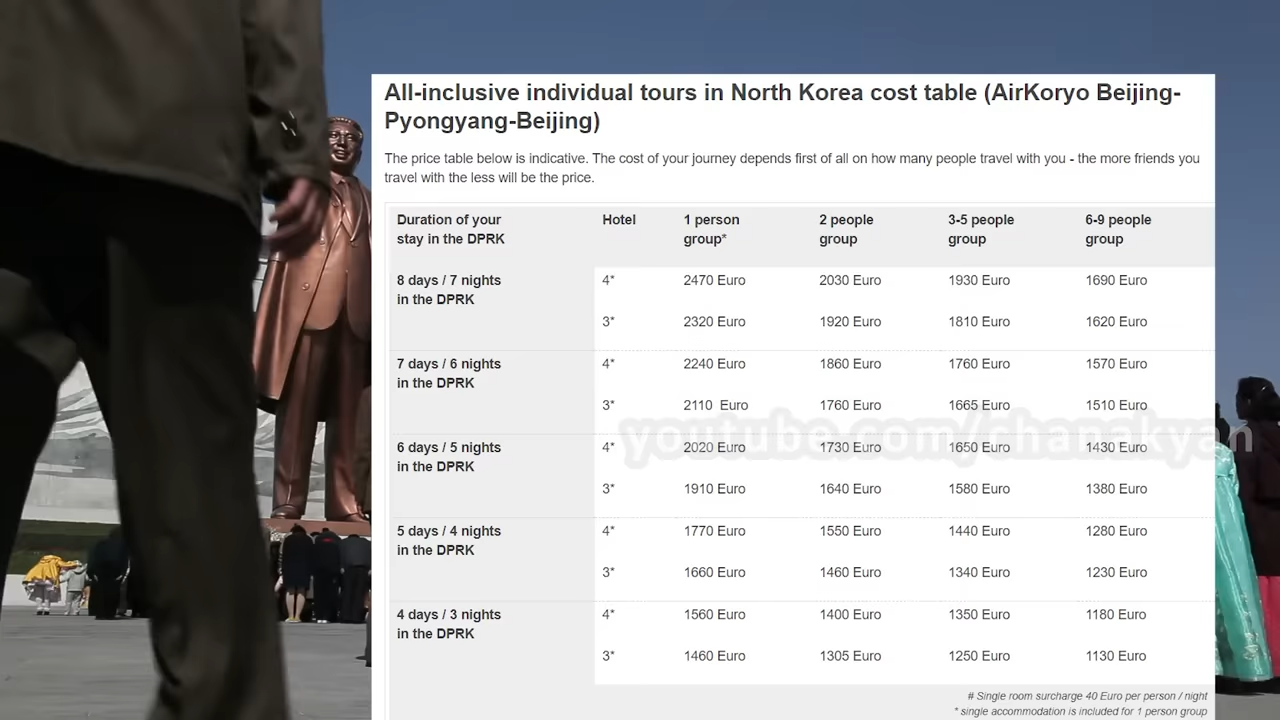 All-inclusive individual tours in North Korea cost table (AirKoryo Beijing-
Pyongyang-Beijing)
The price table below is indicative. The cost of your journey depends first of all on how many people travel with you - the more friends you
travel with the less will be the price.
Duration of your stay in the DPRK Hotel 1 person group* 2 people group 3-5 people group 6-9 people group
8 days / 7 nights in the DPRK 4* 2470 Euro 2030 Euro 1930 Euro 1690 Euro
3* 2320 Euro 1920 Euro 1810 Euro 1620 Euro
7 days / 6 nights in the DPRK 4* 2240 Euro 1860 Euro 1760 Euro 1570 Euro
3* 2110 Euro 1760 Euro 1665 Euro 1510 Euro
youtube.com/chanakyan
6 days / 5 nights in the DPRK 4* 2020 Euro 1730 Euro 1650 Euro 1430 Euro
3* 1910 Euro 1640 Euro 1580 Euro 1380 Euro
5 days / 4 nights in the DPRK 4* 1770 Euro 1550 Euro 1440 Euro 1280 Euro
3* 1660 Euro 1460 Euro 1340 Euro 1230 Euro
4 days / 3 nights in the DPRK 4* 1560 Euro 1400 Euro 1350 Euro 1180 Euro
3* 1460 Euro 1305 Euro 1250 Euro 1130 Euro
# Single room surcharge 40 Euro per person / night
* single accommodation is included for 1 person group